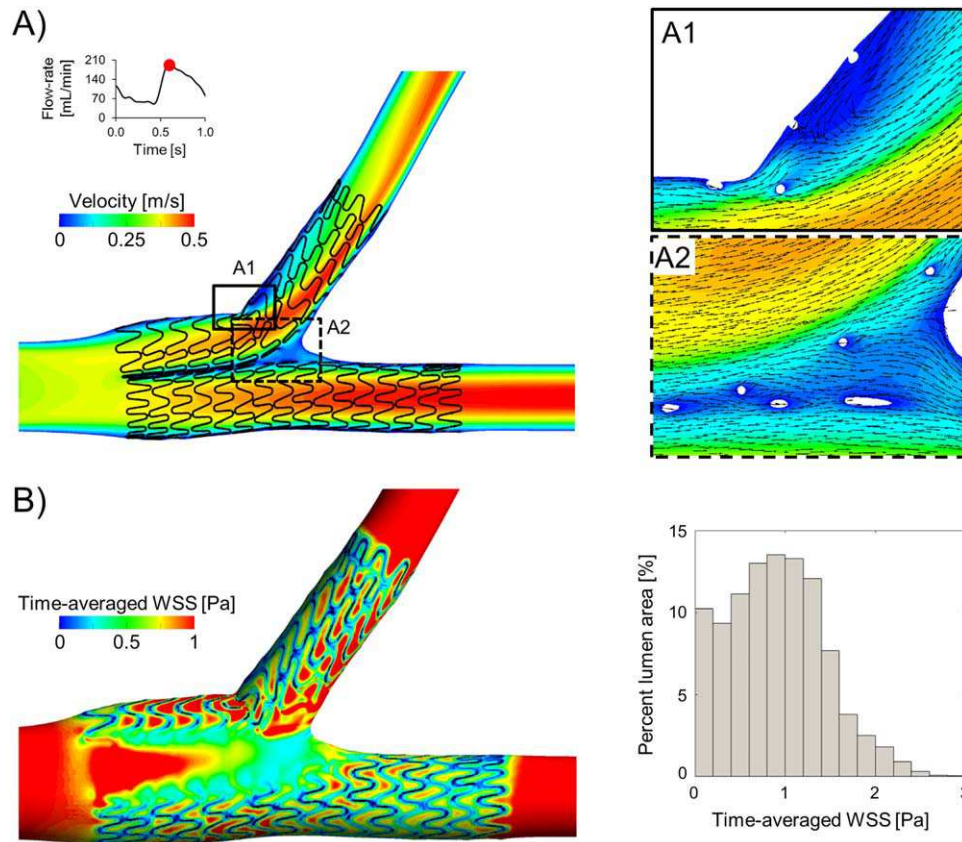 A)
210
140
70
0
Flow-rate
[mL/min]
0.0 0.5 1.0
Time [s]
Velocity [m/s]
0 0.25 0.5
A1
A2
A1
A2
B)
Time-averaged WSS [Pa]
0 0.5 1
15
10
5
0
Percent lumen area [%]
0 1 2 3
Time-averaged WSS [Pa]